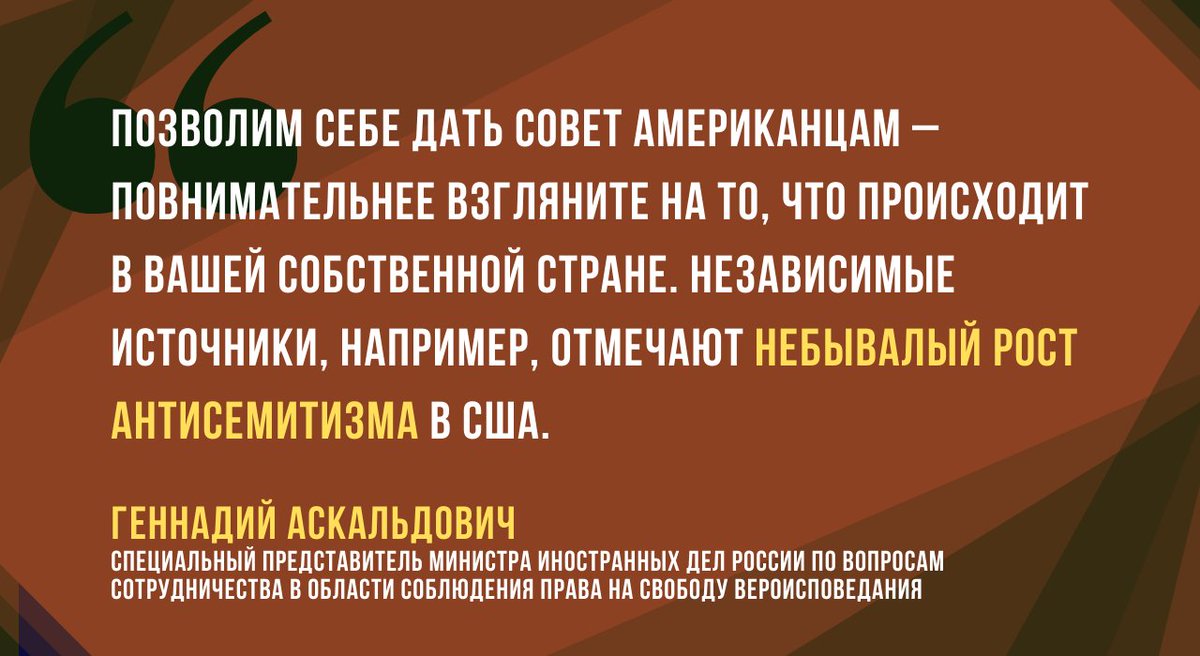 ПОЗВОЛИМ СЕБЕ ДАТЬ СОВЕТ АМЕРИКАНЦАМ –
ПОВНИМАТЕЛЬНЕЕ ВЗГЛЯНИТЕ НА ТО, ЧТО ПРОИСХОДИТ
В ВАШЕЙ СОБСТВЕННОЙ СТРАНЕ. НЕЗАВИСИМЫЕ
ИСТОЧНИКИ, НАПРИМЕР, ОТМЕЧАЮТ НЕБЫВАЛЫЙ РОСТ
АНТИСЕМИТИЗМА В США.
ГЕННАДИЙ АСКАЛЬДОВИЧ
СПЕЦИАЛЬНЫЙ ПРЕДСТАВИТЕЛЬ МИНИСТРА ИНОСТРАННЫХ ДЕЛ РОССИИ ПО ВОПРОСАМ
СОТРУДНИЧЕСТВА В ОБЛАСТИ СОБЛЮДЕНИЯ ПРАВА НА СВОБОДУ ВЕРОИСПОВЕДАНИЯ